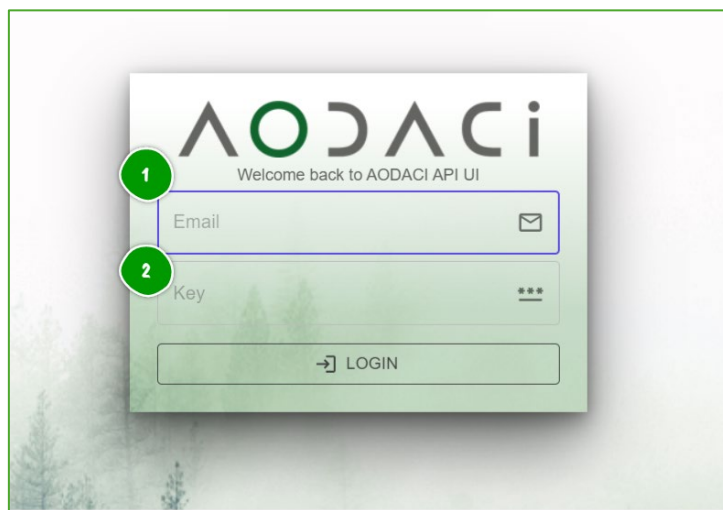 AODACi
Welcome back to AODACI API UI
1
Email
2
Key
***
LOGIN